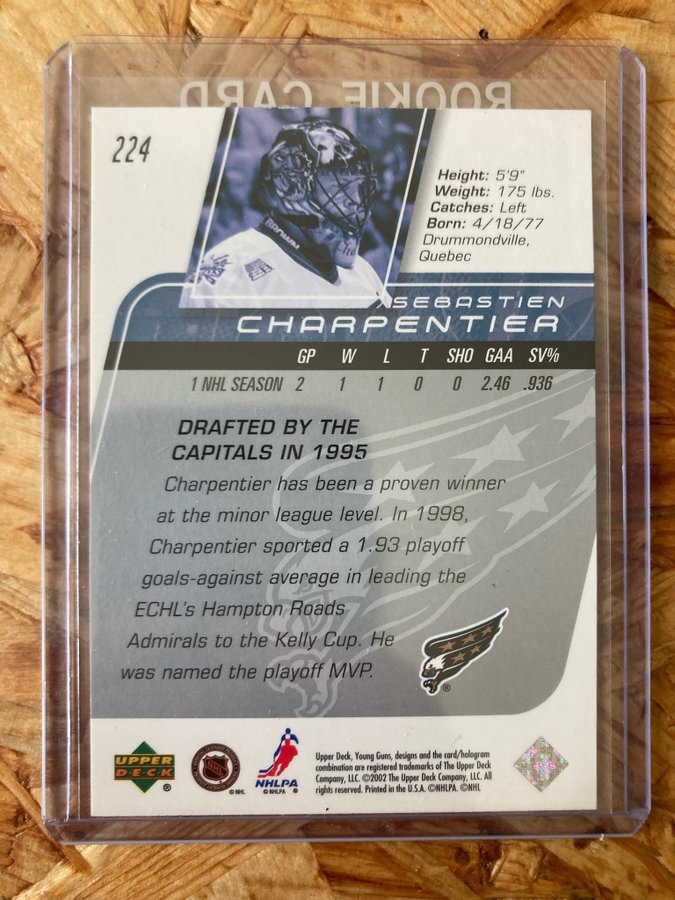 ROOKIE CARD
224
Height: 5'9"
Weight: 175 lbs.
Catches: Left
Born: 4/18/77
Drummondville,
Quebec
SEBASTIEN
CHARPENTIER
GP W L T SHO GAA SV%
1 NHL SEASON 2 1 1 0 0 2.46 .936
DRAFTED BY THE
CAPITALS IN 1995
Charpentier has been a proven winner
at the minor league level. In 1998,
Charpentier sported a 1.93 playoff
goals-against average in leading the
ECHL's Hampton Roads
Admirals to the Kelly Cup. He
was named the playoff MVP.
®
UPPER
DECK
®
© NHL
NHLPA
© NHLPA ®
Upper Deck, Young Guns, designs and the card/hologram
combination are registered trademarks of The Upper Deck
Company, LLC. ©2002 The Upper Deck Company, LLC. All
rights reserved. Printed in the U.S.A. ©NHLPA. ©NHL